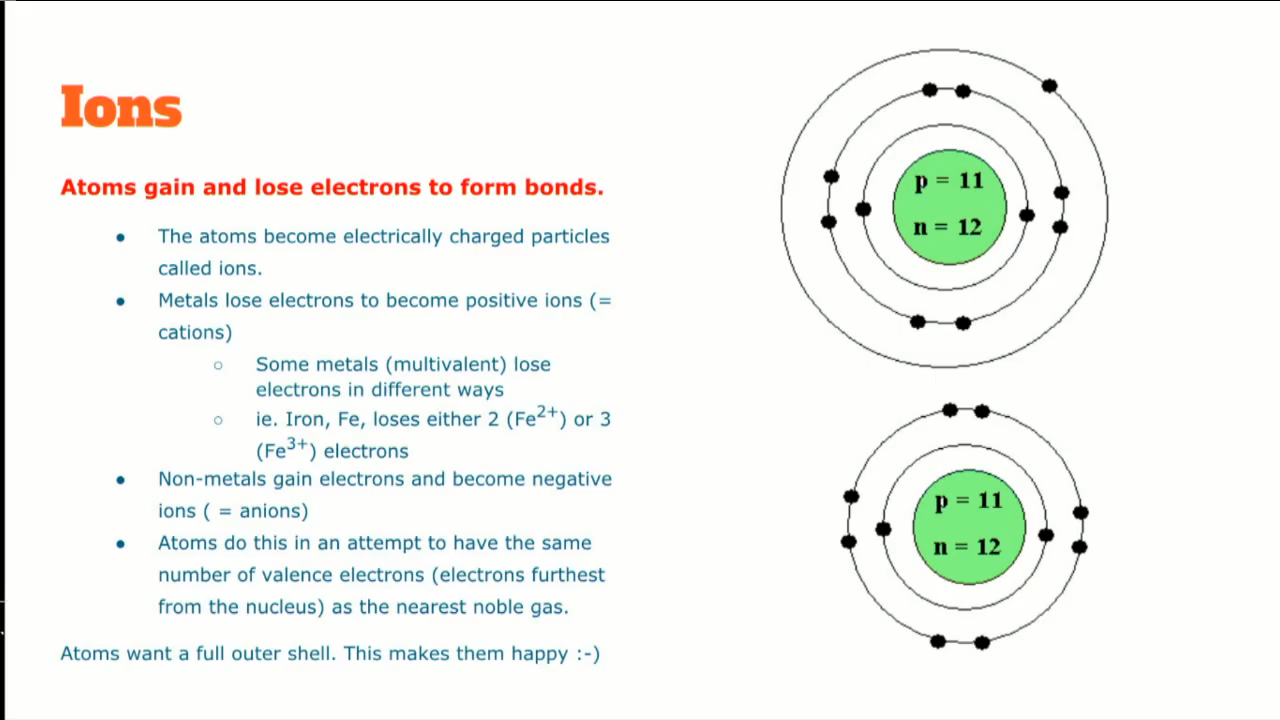 Ions
Atoms gain and lose electrons to form bonds.
● The atoms become electrically charged particles
called ions.
● Metals lose electrons to become positive ions (=
cations)
○ Some metals (multivalent) lose
electrons in different ways
○ ie. Iron, Fe, loses either 2 (Fe²⁺) or 3
(Fe³⁺) electrons
● Non-metals gain electrons and become negative
ions ( = anions)
● Atoms do this in an attempt to have the same
number of valence electrons (electrons furthest
from the nucleus) as the nearest noble gas.
Atoms want a full outer shell. This makes them happy :-)
p = 11
n = 12
p = 11
n = 12